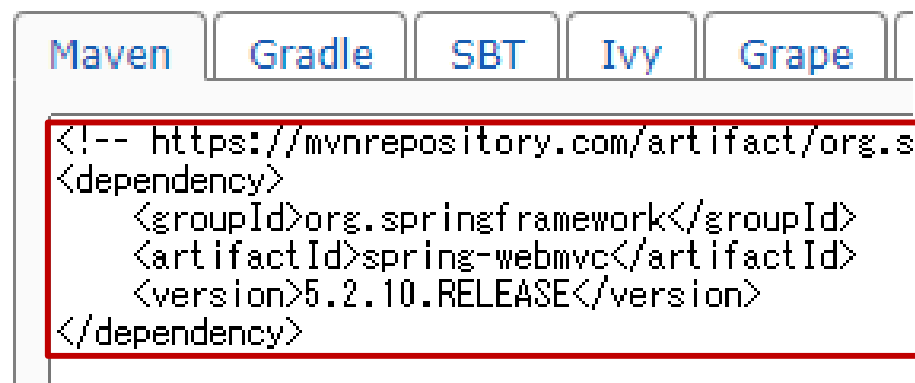 Maven Gradle SBT Ivy Grape
<!-- https://mvnrepository.com/artifact/org.s
<dependency>
    <groupId>org.springframework</groupId>
    <artifactId>spring-webmvc</artifactId>
    <version>5.2.10.RELEASE</version>
</dependency>